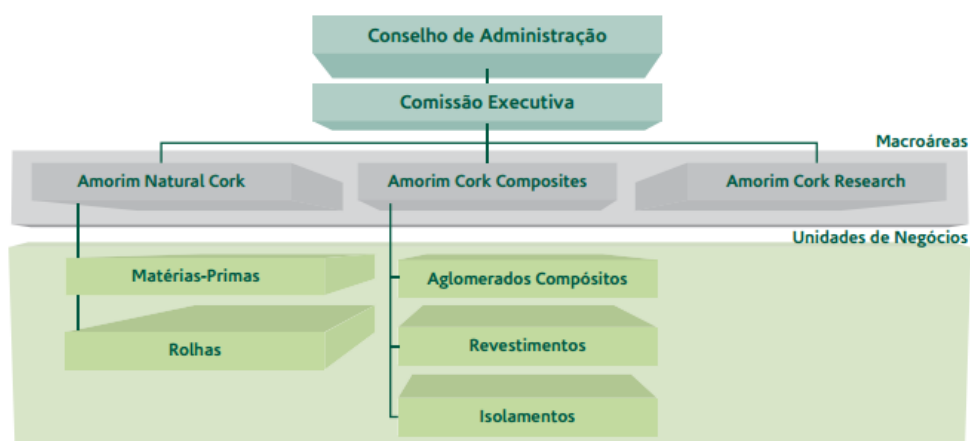 Conselho de Administração
Comissão Executiva
Macroáreas
Amorim Natural Cork
Amorim Cork Composites
Amorim Cork Research
Unidades de Negócios
Matérias-Primas
Aglomerados Compósitos
Rolhas
Revestimentos
Isolamentos